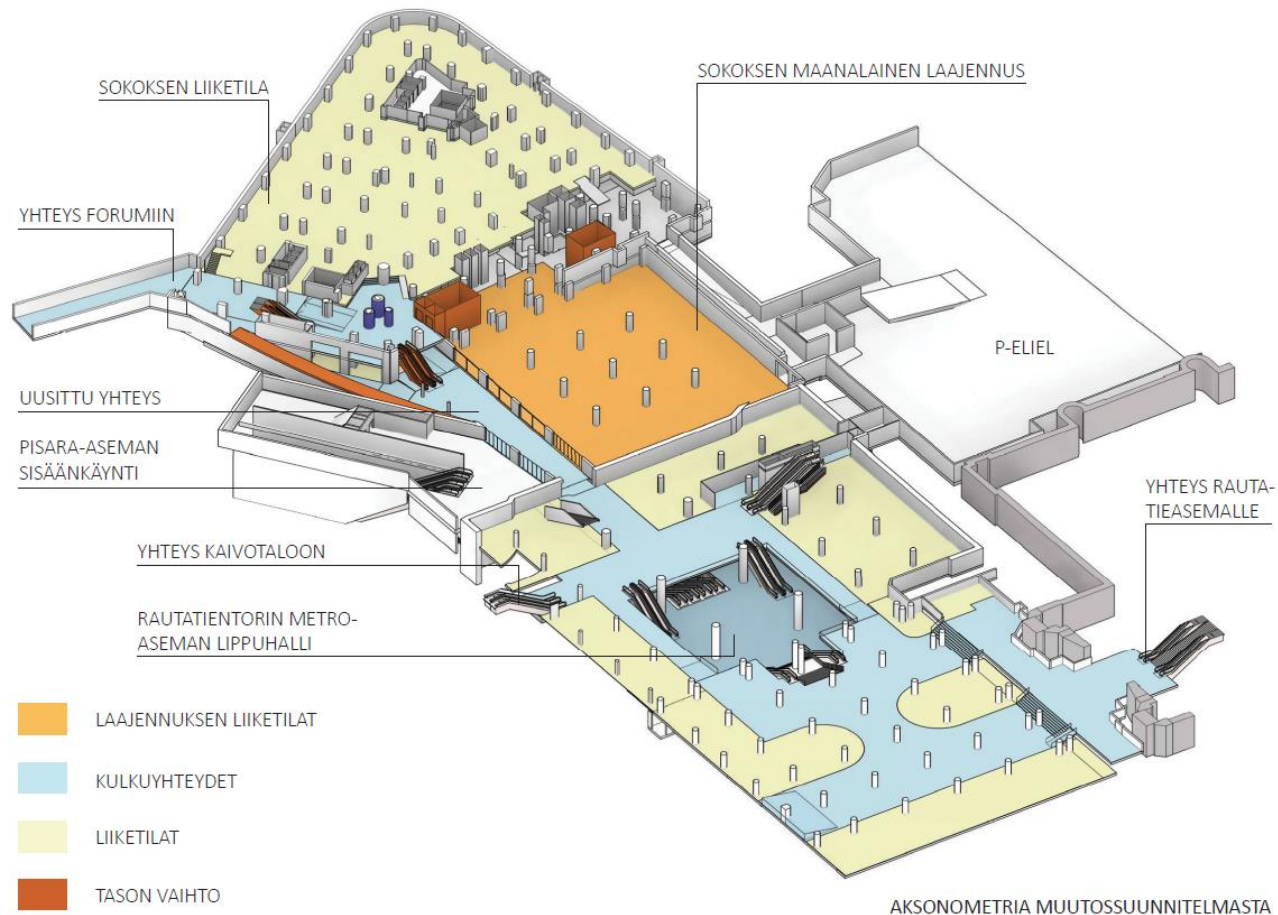 SOKOKSEN LIIKETILA
SOKOKSEN MAANALAINEN LAAJENNUS
YHTEYS FORUMIIN
P-ELIEL
UUSITTU YHTEYS
PISARA-ASEMAN
SISÄÄNKÄYNTI
YHTEYS RAUTA-
TIEASEMALLE
YHTEYS KAIVOTALOON
RAUTATIENTORIN METRO-
ASEMAN LIPPUHALLI
LAAJENNUKSEN LIIKETILAT
KULKUYHTEYDET
LIIKETILAT
TASON VAIHTO
AKSONOMETRIA MUUTOSSUUNNITELMASTA